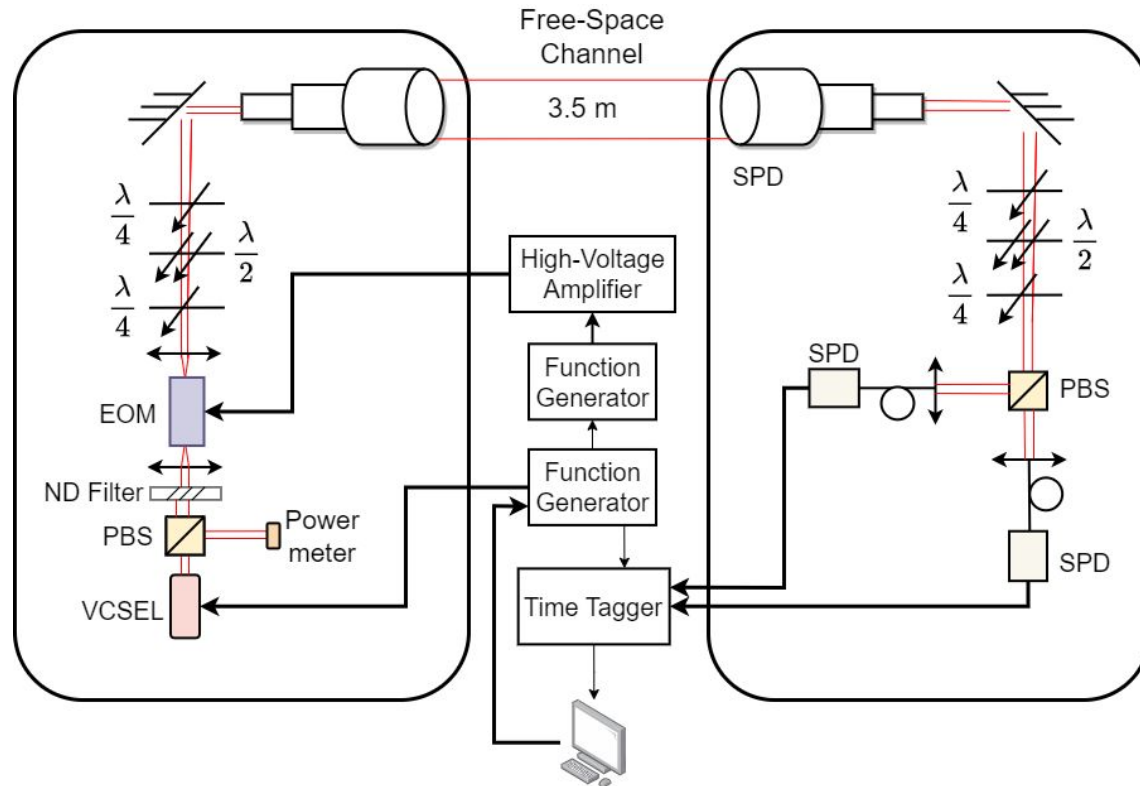 Free-Space
Channel
3.5 m
SPD
λ/4
λ/2
λ/4
EOM
ND Filter
PBS
Power
meter
VCSEL
High-Voltage
Amplifier
Function
Generator
Function
Generator
Time Tagger
λ/4
λ/2
λ/4
SPD
PBS
SPD